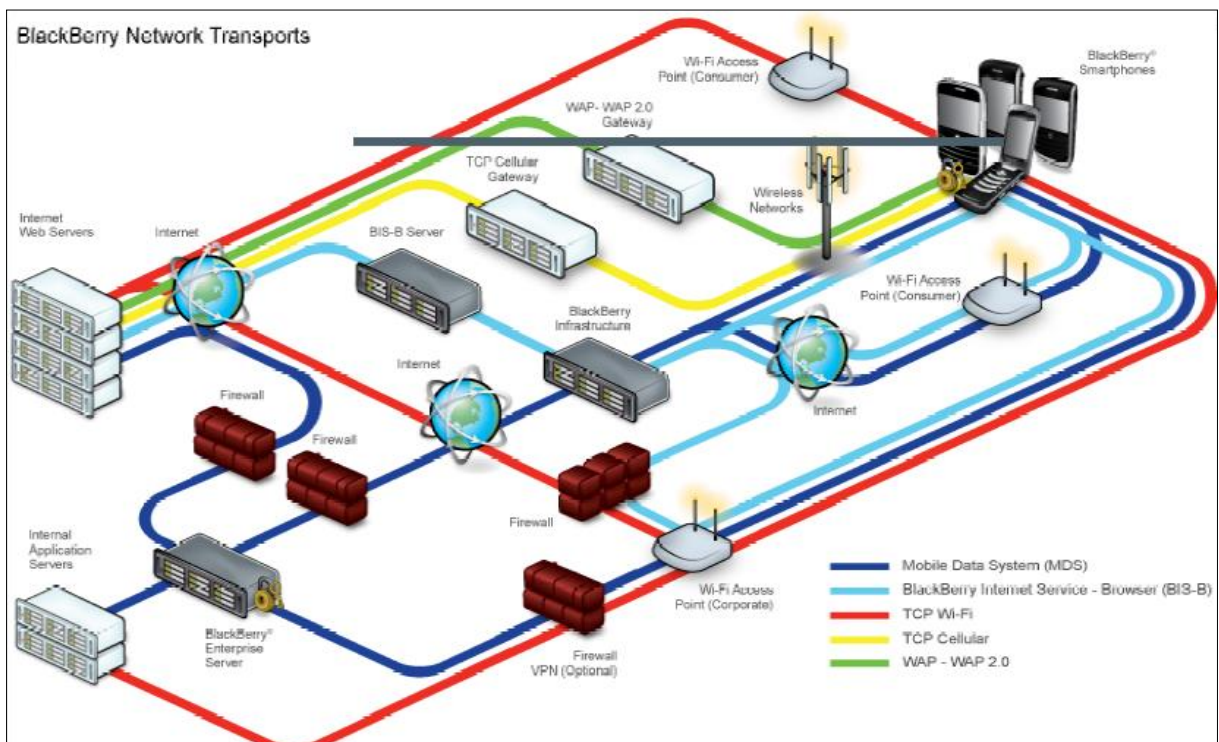 BlackBerry Network Transports
Wi-Fi Access
Point (Consumer)
BlackBerry®
Smartphones
WAP- WAP 2.0
Gateway
TCP Cellular
Gateway
Wireless
Networks
Internet
Web Servers
Internet
BIS-B Server
Wi-Fi Access
Point (Consumer)
BlackBerry
Infrastructure
Internet
Internet
Firewall
Firewall
Firewall
Internal
Application
Servers
Wi-Fi Access
Point (Corporate)
BlackBerry®
Enterprise
Server
Firewall
VPN (Optional)
Mobile Data System (MDS)
BlackBerry Internet Service - Browser (BIS-B)
TCP Wi-Fi
TCP Cellular
WAP - WAP 2.0